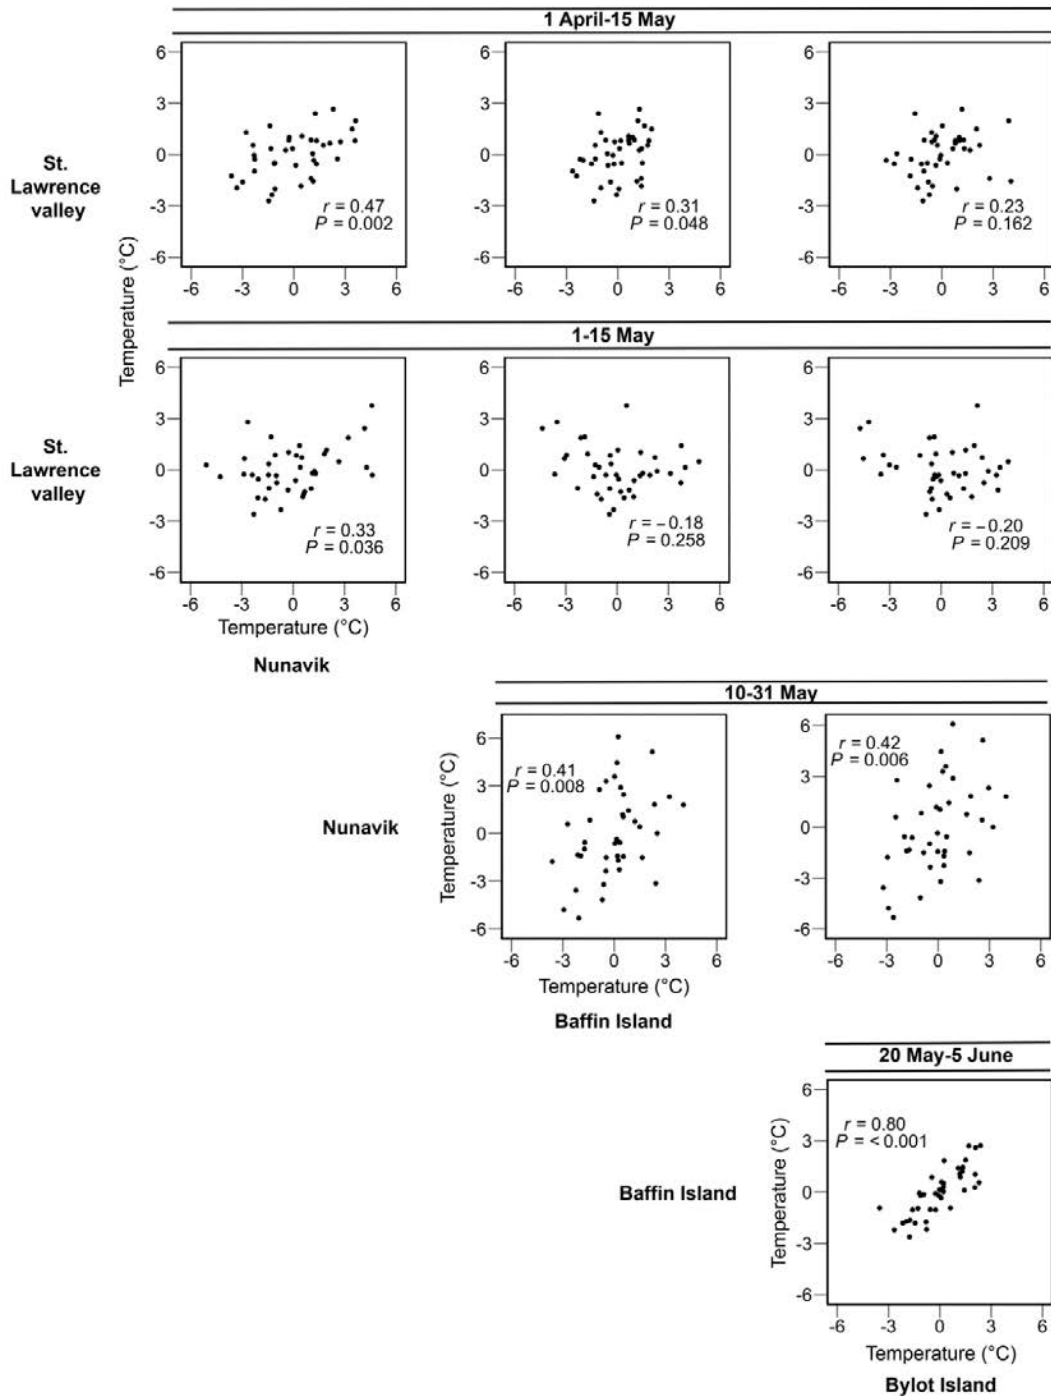 1 April-15 May
St.
Lawrence
valley
Temperature (°C)
6
3
0
-3
-6
r = 0.47
P = 0.002
-6 -3 0 3 6
6
3
0
-3
-6
r = 0.31
P = 0.048
-6 -3 0 3 6
6
3
0
-3
-6
r = 0.23
P = 0.162
-6 -3 0 3 6
1-15 May
St.
Lawrence
valley
6
3
0
-3
-6
r = 0.33
P = 0.036
-6 -3 0 3 6
Temperature (°C)
Nunavik
6
3
0
-3
-6
r = -0.18
P = 0.258
-6 -3 0 3 6
6
3
0
-3
-6
r = -0.20
P = 0.209
-6 -3 0 3 6
10-31 May
Nunavik
Temperature (°C)
6
3
0
-3
-6
r = 0.41
P = 0.008
-6 -3 0 3 6
Temperature (°C)
Baffin Island
6
3
0
-3
-6
r = 0.42
P = 0.006
-6 -3 0 3 6
20 May-5 June
Baffin Island
Temperature (°C)
6
3
0
-3
-6
r = 0.80
P = < 0.001
-6 -3 0 3 6
Temperature (°C)
Bylot Island